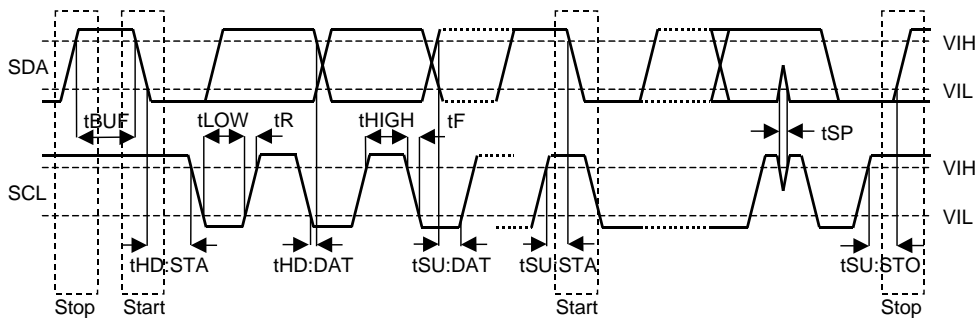 VIH
SDA
VIL
tBUF tLOW tR tHIGH tF tSP
VIH
SCL
VIL
tHD:STA tHD:DAT tSU:DAT tSU:STA tSU:STO
Stop Start Start Stop